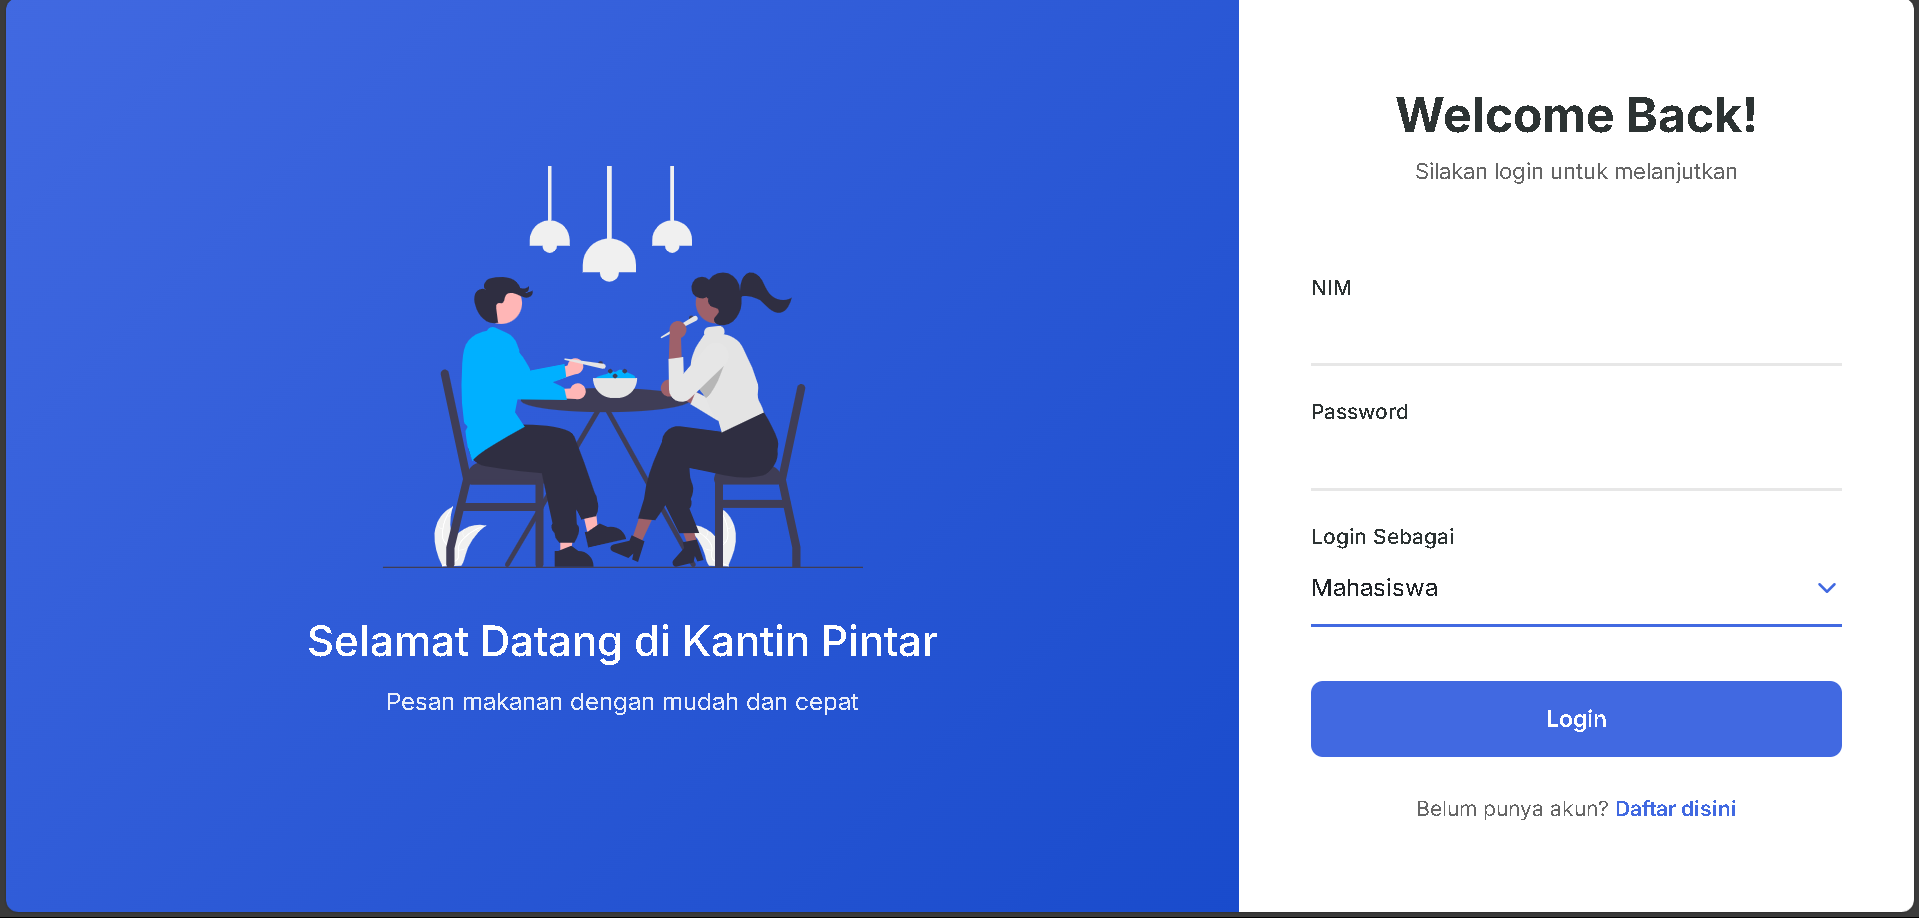 Selamat Datang di Kantin Pintar
Pesan makanan dengan mudah dan cepat
Welcome Back!
Silakan login untuk melanjutkan
NIM
Password
Login Sebagai
Mahasiswa
Login
Belum punya akun? Daftar disini